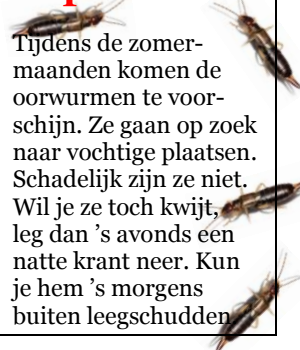 Tijdens de zomer-
maanden komen de
oorwurmen te voor-
schijn. Ze gaan op zoek
naar vochtige plaatsen.
Schadelijk zijn ze niet.
Wil je ze toch kwijt,
leg dan ’s avonds een
natte krant neer. Kun
je hem ’s morgens
buiten leegschudden.